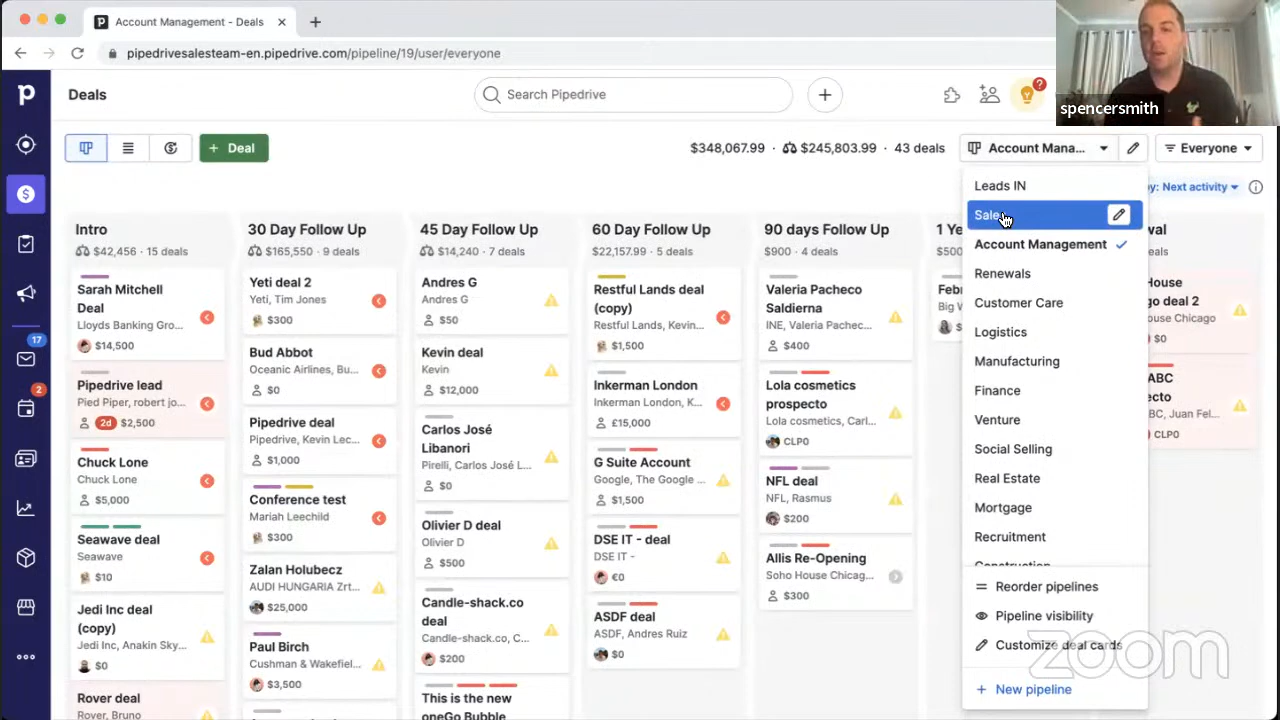 Account Management - Deals
pipedrivesalesteam-en.pipedrive.com/pipeline/19/user/everyone
spencersmith
Deals
Search Pipedrive
?
+ Deal
$348,067.99 · $245,803.99 · 43 deals
Account Mana...
Everyone
by: Next activity
Leads IN
Sale
Account Management
Renewals
Customer Care
Logistics
Manufacturing
Finance
Venture
Social Selling
Real Estate
Mortgage
Recruitment
Construction
Reorder pipelines
Pipeline visibility
Customize deal cards
+ New pipeline
17
2
Intro
$42,456 · 15 deals
Sarah Mitchell
Deal
Lloyds Banking Gro...
$14,500
Pipedrive lead
Pied Piper, robert jo...
2d $2,500
Chuck Lone
Chuck Lone
$5,000
Seawave deal
Seawave
$10
Jedi Inc deal
(copy)
Jedi Inc, Anakin Sky...
$0
Rover deal
Rover, Bruno
30 Day Follow Up
$165,550 · 9 deals
Yeti deal 2
Yeti, Tim Jones
$300
Bud Abbot
Oceanic Airlines, Bu...
$0
Pipedrive deal
Pipedrive, Kevin Lec...
$1,000
Conference test
Mariah Leechild
$300
Zalan Holubecz
AUDI HUNGARIA Zrt...
$25,000
Paul Birch
Cushman & Wakefiel...
$3,500
45 Day Follow Up
$14,240 · 7 deals
Andres G
Andres G
$50
Kevin deal
Kevin
$12,000
Carlos José
Libanori
Pirelli, Carlos José L...
$0
Olivier D deal
Olivier D
$500
Candle-shack.co
deal
Candle-shack.co, C...
$200
This is the new
oneGo Bubble
60 Day Follow Up
$22,157.99 · 5 deals
Restful Lands deal
(copy)
Restful Lands, Kevin...
$1,500
Inkerman London
Inkerman London, K...
£15,000
G Suite Account
Google, The Google ...
$1,500
DSE IT - deal
DSE IT -
€0
ASDF deal
ASDF, Andres Ruiz
$0
90 days Follow Up
$900 · 4 deals
Valeria Pacheco
Saldierna
INE, Valeria Pachec...
$400
Lola cosmetics
prospecto
Lola cosmetics, Carl...
CLP0
NFL deal
NFL, Rasmus
$200
Allis Re-Opening
Soho House Chicag...
$300
1 Ye
$500
Febr
Big W
$
wal
eals
House
go deal 2
ouse Chicago
$0
ABC
ecto
BC, Juan Fel...
CLP0
zoom